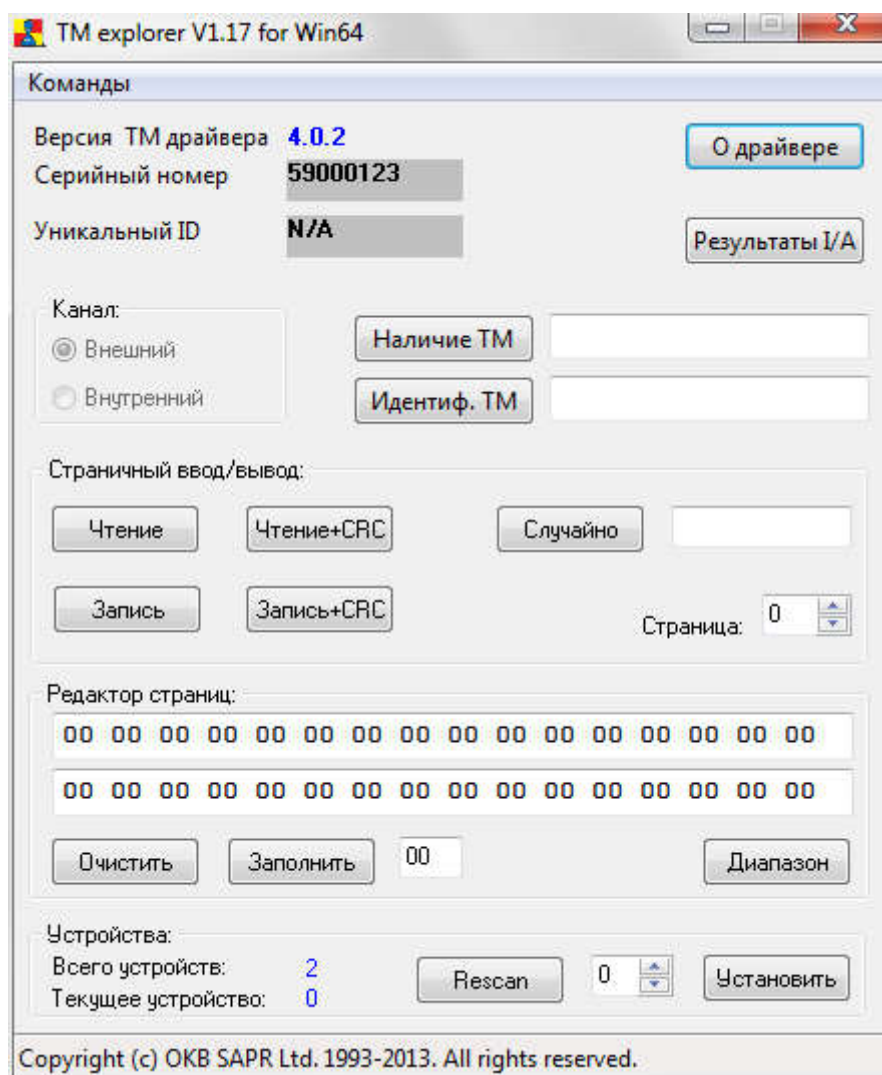 TM explorer V1.17 for Win64
Команды
Версия ТМ драйвера 4.0.2
О драйвере
Серийный номер 59000123
Уникальный ID N/A
Результаты I/A
Канал:
Внешний
Наличие ТМ
Внутренний
Идентиф. ТМ
Страничный ввод/вывод:
Чтение Чтение+CRC Случайно
Запись Запись+CRC
Страница: 0
Редактор страниц:
00 00 00 00 00 00 00 00 00 00 00 00 00 00 00 00
00 00 00 00 00 00 00 00 00 00 00 00 00 00 00 00
Очистить Заполнить 00 Диапазон
Устройства:
Всего устройств: 2
Rescan 0 Установить
Текущее устройство: 0
Copyright (c) OKB SAPR Ltd. 1993-2013. All rights reserved.